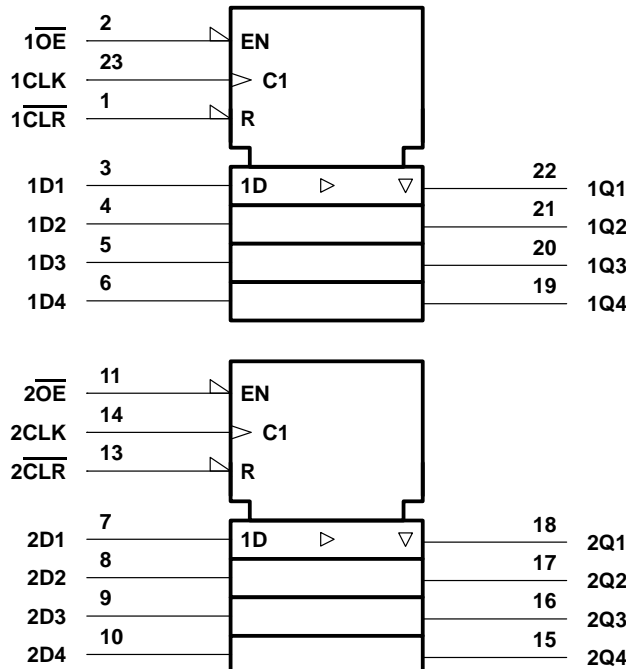 1OE 2 EN
1CLK 23 C1
1CLR 1 R
1D1 3 1D 22 1Q1
1D2 4 21 1Q2
1D3 5 20 1Q3
1D4 6 19 1Q4
2OE 11 EN
2CLK 14 C1
2CLR 13 R
2D1 7 1D 18 2Q1
2D2 8 17 2Q2
2D3 9 16 2Q3
2D4 10 15 2Q4